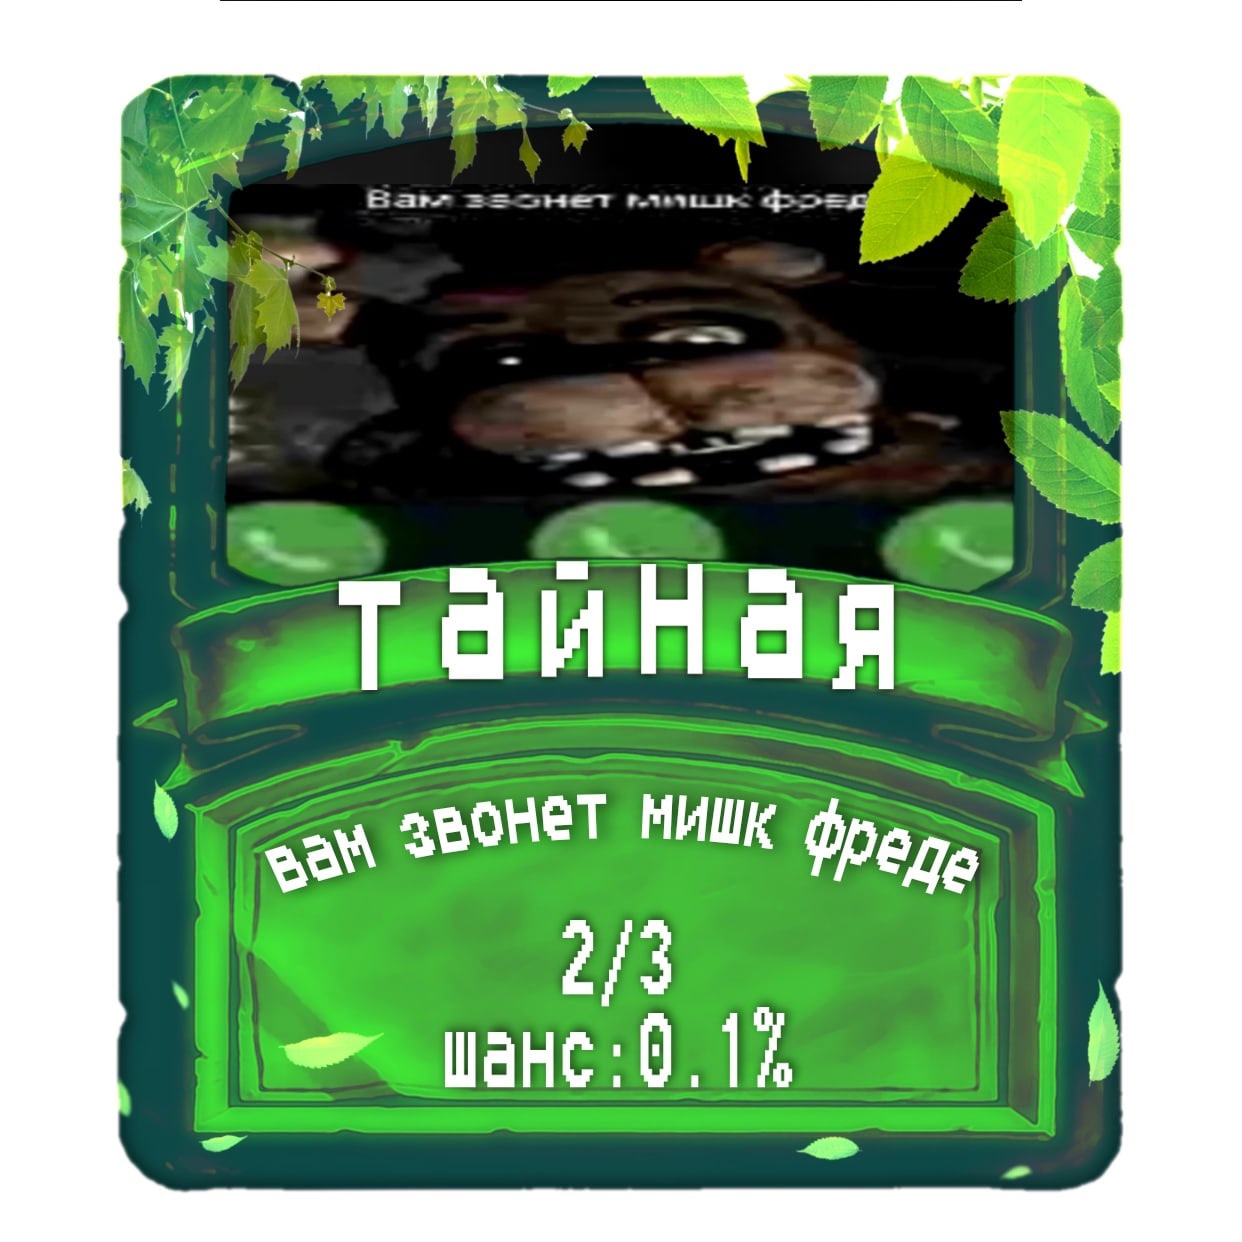 Вам звонет мишк фред
тайная
вам звонет мишк фреде
2/3
шанс:0.1%